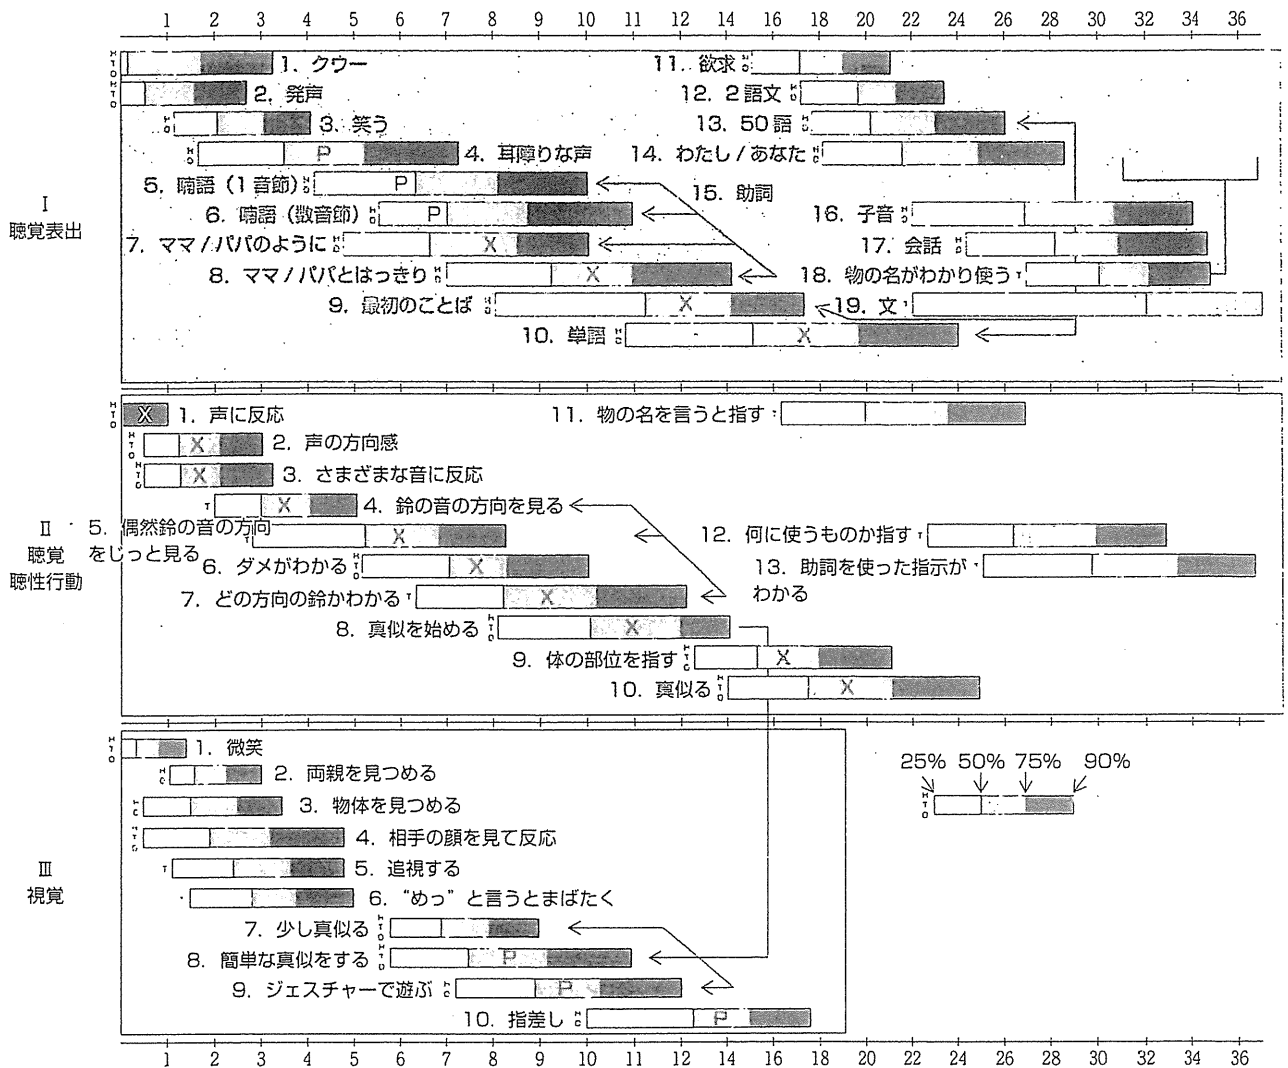 1 2 3 4 5 6 7 8 9 10 11 12 14 16 18 20 22 24 26 28 30 32 34 36
I
聴覚表出
1. クウー
2. 発声
3. 笑う
4. 耳障りな声
5. 喃語（1音節）
6. 喃語（数音節）
7. ママ/パパのように
8. ママ/パパとはっきり
9. 最初のことば
10. 単語
11. 欲求
12. 2語文
13. 50語
14. わたし/あなた
15. 助詞
16. 子音
17. 会話
18. 物の名がわかり使う
19. 文
P
P
P
X
X
X
X
II
聴覚
聴性行動
1. 声に反応
2. 声の方向感
3. さまざまな音に反応
4. 鈴の音の方向を見る
5. 偶然鈴の音の方向
をじっと見る
6. ダメがわかる
7. どの方向の鈴かわかる
8. 真似を始める
9. 体の部位を指す
10. 真似る
11. 物の名を言うと指す
12. 何に使うものか指す
13. 助詞を使った指示が
わかる
X
X
X
X
X
X
X
X
X
X
III
視覚
1. 微笑
2. 両親を見つめる
3. 物体を見つめる
4. 相手の顔を見て反応
5. 追視する
6. “めっ”と言うとまばたく
7. 少し真似る
8. 簡単な真似をする
9. ジェスチャーで遊ぶ
10. 指差し
P
P
P
25% 50% 75% 90%
H
T
O
1 2 3 4 5 6 7 8 9 10 11 12 14 16 18 20 22 24 26 28 30 32 34 36